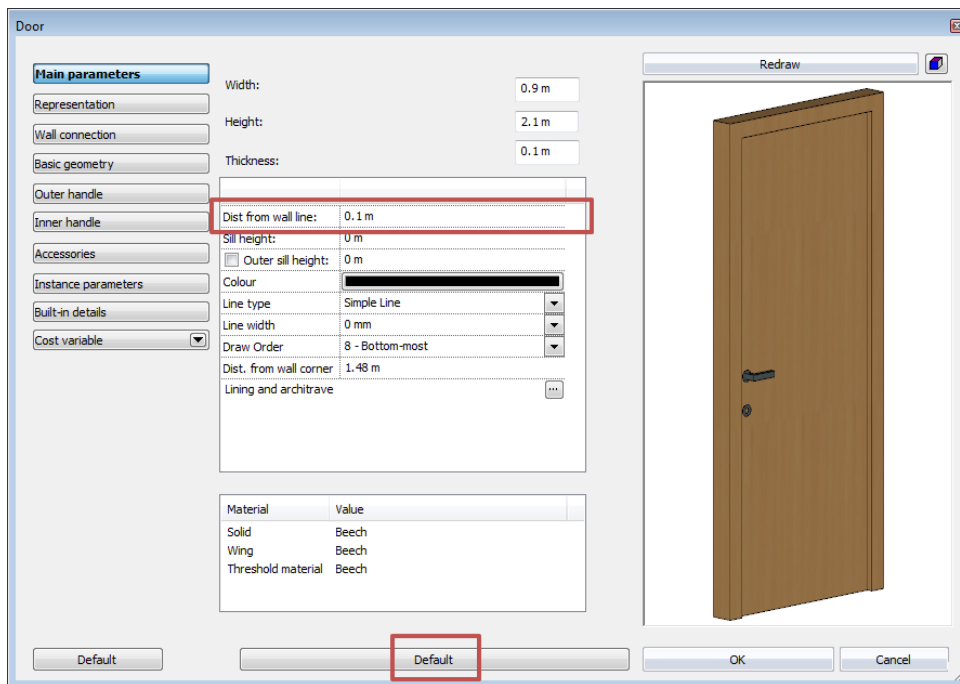 Door
Main parameters
Representation
Wall connection
Basic geometry
Outer handle
Inner handle
Accessories
Instance parameters
Built-in details
Cost variable
Width: 0.9 m
Height: 2.1 m
Thickness: 0.1 m
Dist from wall line: 0.1 m
Sill height: 0 m
Outer sill height: 0 m
Colour
Line type Simple Line
Line width 0 mm
Draw Order 8 - Bottom-most
Dist. from wall corner 1.48 m
Lining and architrave ...
Material Value
Solid Beech
Wing Beech
Threshold material Beech
Redraw
Default
Default
OK
Cancel